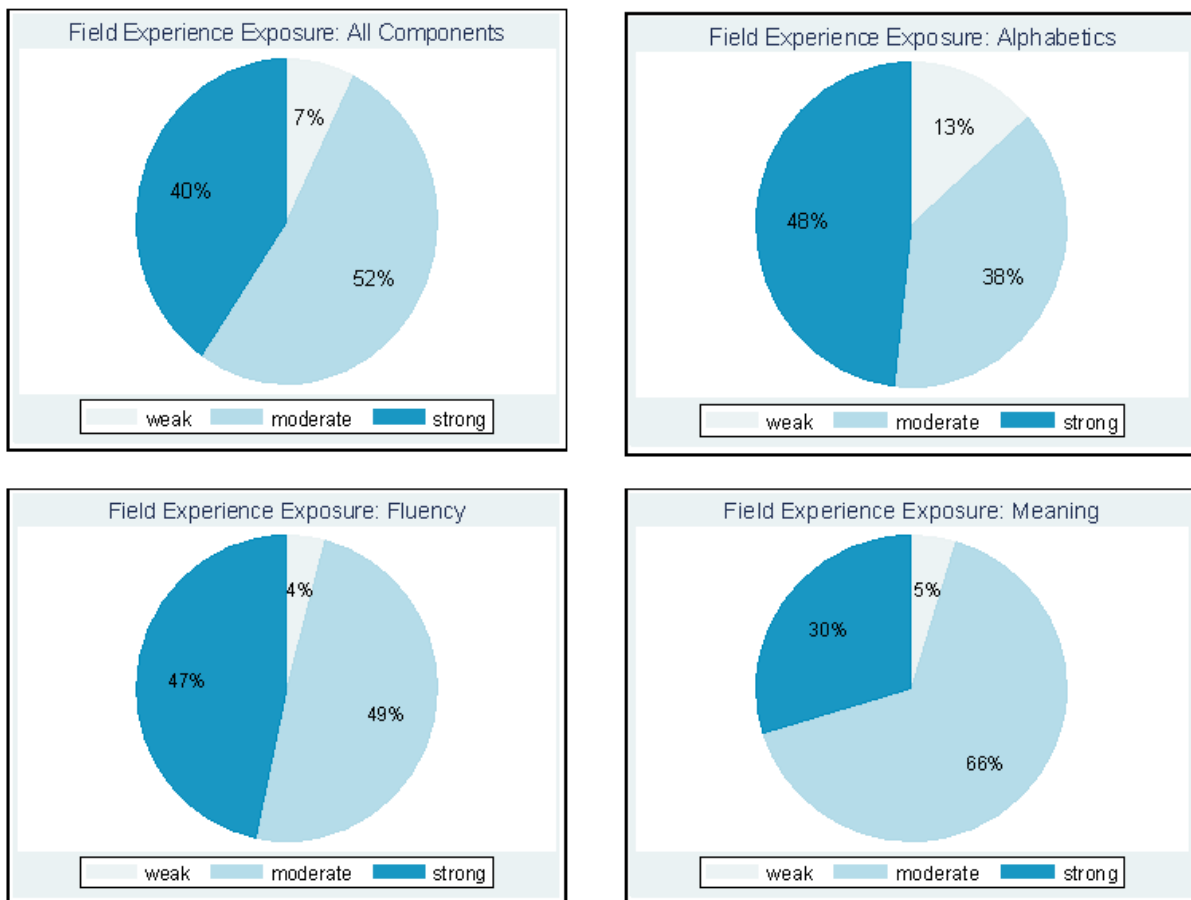 Field Experience Exposure: All Components
7%
40%
52%
weak moderate strong
Field Experience Exposure: Alphabetics
13%
48%
38%
weak moderate strong
Field Experience Exposure: Fluency
4%
47%
49%
weak moderate strong
Field Experience Exposure: Meaning
5%
30%
66%
weak moderate strong